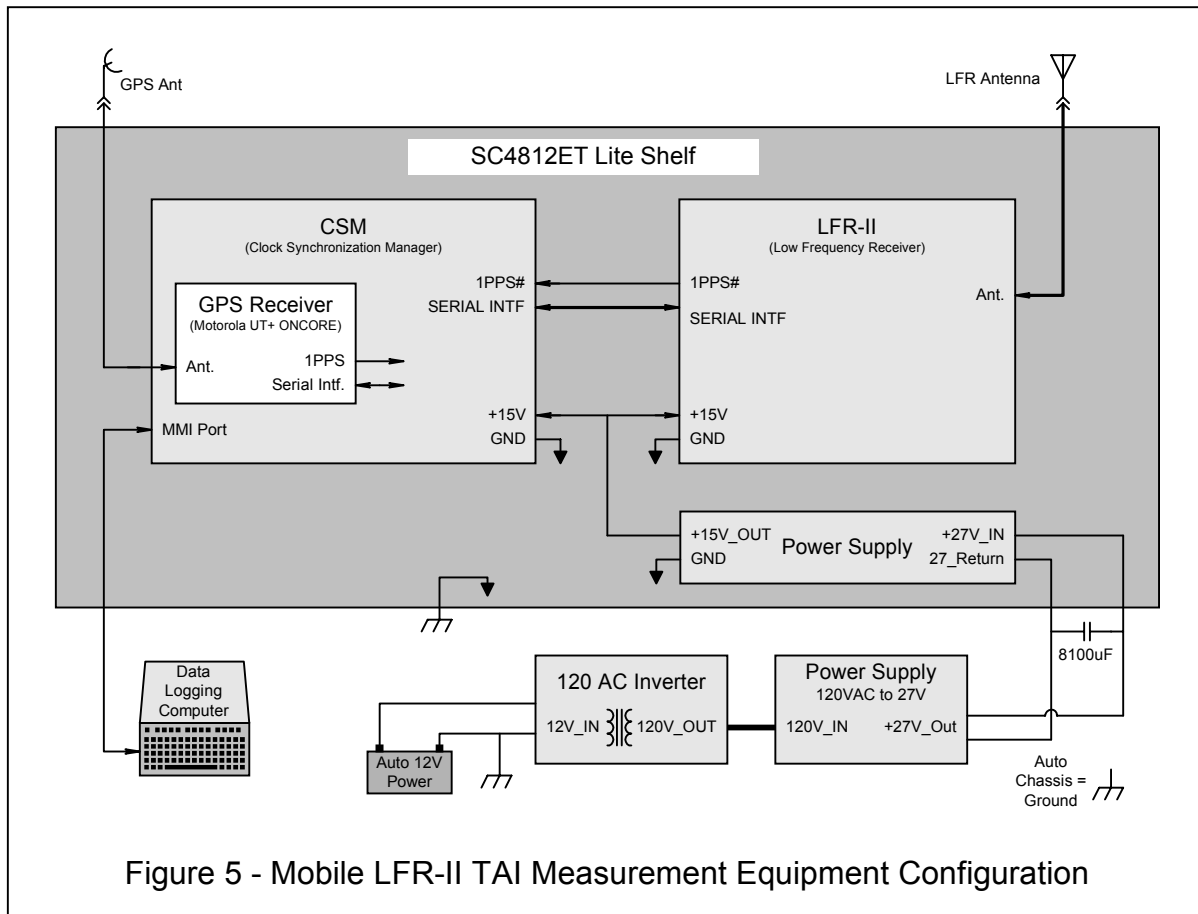 GPS Ant
LFR Antenna
SC4812ET Lite Shelf
CSM
(Clock Synchronization Manager)
1PPS#
SERIAL INTF
GPS Receiver
(Motorola UT+ ONCORE)
Ant.
1PPS
Serial Intf.
MMI Port
+15V
GND
LFR-II
(Low Frequency Receiver)
1PPS#
SERIAL INTF
Ant.
+15V
GND
+15V_OUT
GND
Power Supply
+27V_IN
27_Return
8100uF
Data
Logging
Computer
Auto 12V
Power
120 AC Inverter
12V_IN
120V_OUT
Power Supply
120VAC to 27V
120V_IN
+27V_Out
Auto
Chassis =
Ground
Figure 5 - Mobile LFR-II TAI Measurement Equipment Configuration